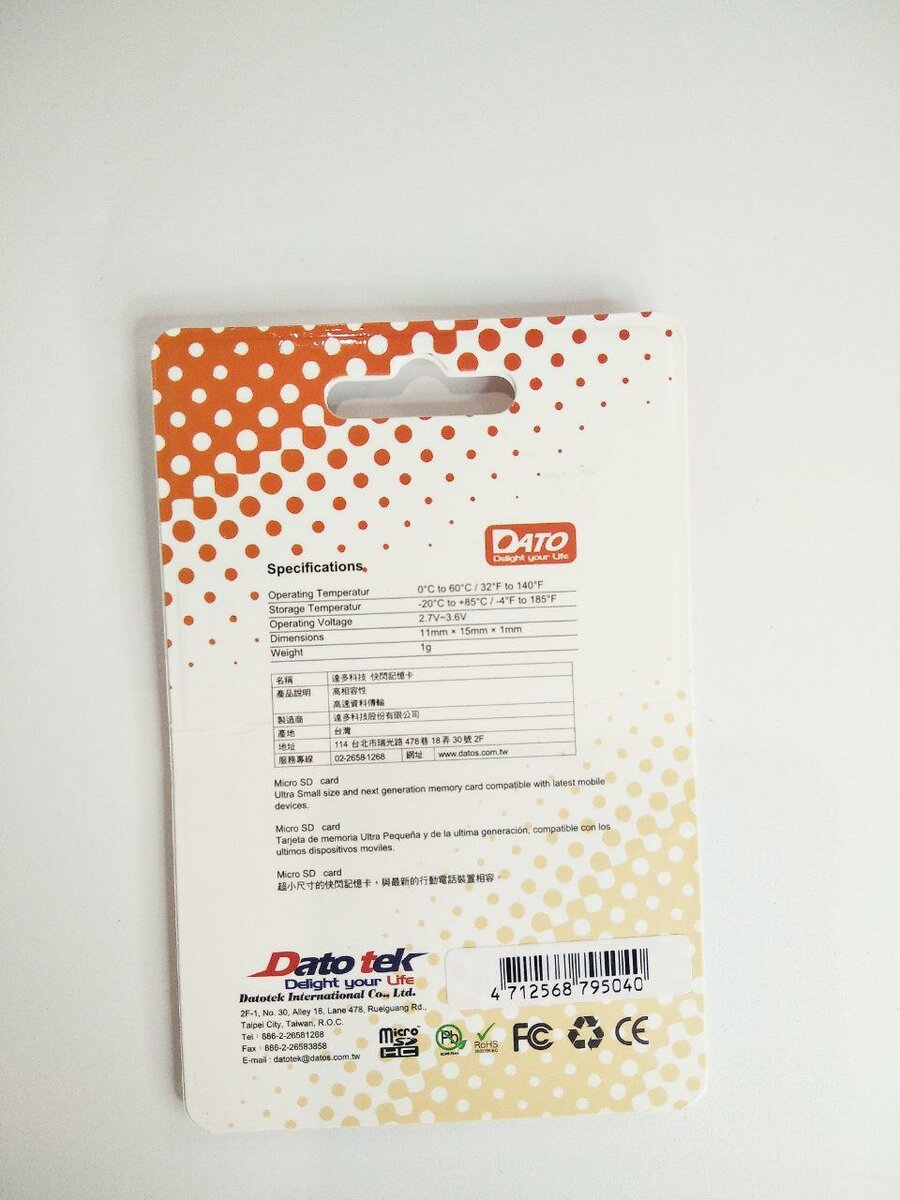 DATO
Delight your Life
Specifications
Operating Temperatur 0°C to 60°C / 32°F to 140°F
Storage Temperatur -20°C to +85°C / -4°F to 185°F
Operating Voltage 2.7V~3.6V
Dimensions 11mm × 15mm × 1mm
Weight 1g
名稱 達多科技 快閃記憶卡
產品說明 高相容性
高速資料傳輸
製造商 達多科技股份有限公司
產地 台灣
地址 114 台北市瑞光路 478 巷 18 弄 30 號 2F
服務專線 02-26581268 網址 www.datos.com.tw
Micro SD card
Ultra Small size and next generation memory card compatible with latest mobile
devices.
Micro SD card
Tarjeta de memoria Ultra Pequeña y de la ultima generación, compatible con los
ultimos dispositivos moviles.
Micro SD card
超小尺寸的快閃記憶卡，與最新的行動電話裝置相容。
Dato tek
Delight your Life
Datotek International Co., Ltd.
2F-1, No. 30, Alley 18, Lane 478, Rueiguang Rd.,
Taipei City, Taiwan, R.O.C.
Tel : 886-2-26581268
Fax : 886-2-26583858
E-mail : datotek@datos.com.tw
4 712568 795040
Micro SD HC
Pb
RoHS
FC CE